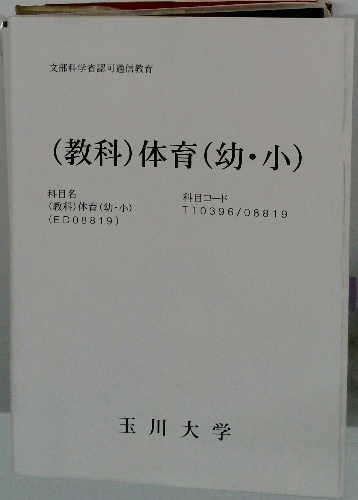 文部科学省認可通信教育
（教科）体育（幼・小）
科目名
（教科）体育（幼・小）
（ED08819）
科目コード
TT0396/08819
玉川大学